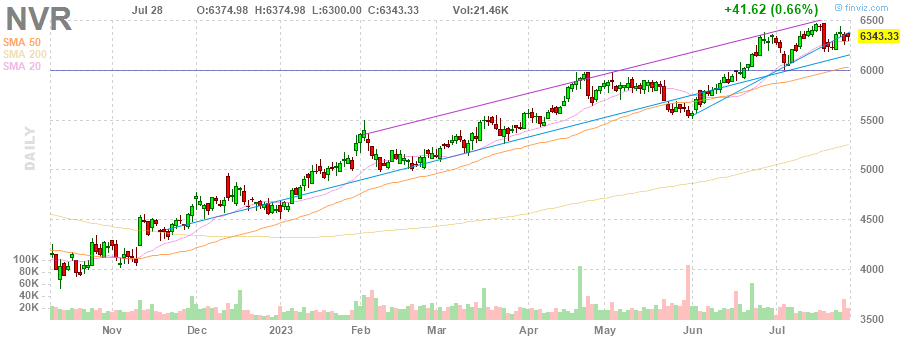 NVR
Jul 28 O:6374.98 H:6374.98 L:6300.00 C:6343.33 Vol:21.46K +41.62 (0.66%)
© finviz.com
SMA 50
SMA 200
SMA 20
DAILY
6500
6343.33
6000
5500
5000
4500
4000
3500
100K
80K
60K
40K
20K
Nov Dec 2023 Feb Mar Apr May Jun Jul